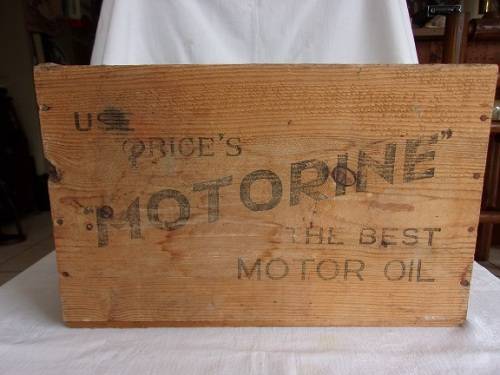 USE
PRICE'S
"MOTORINE"
THE BEST
MOTOR OIL